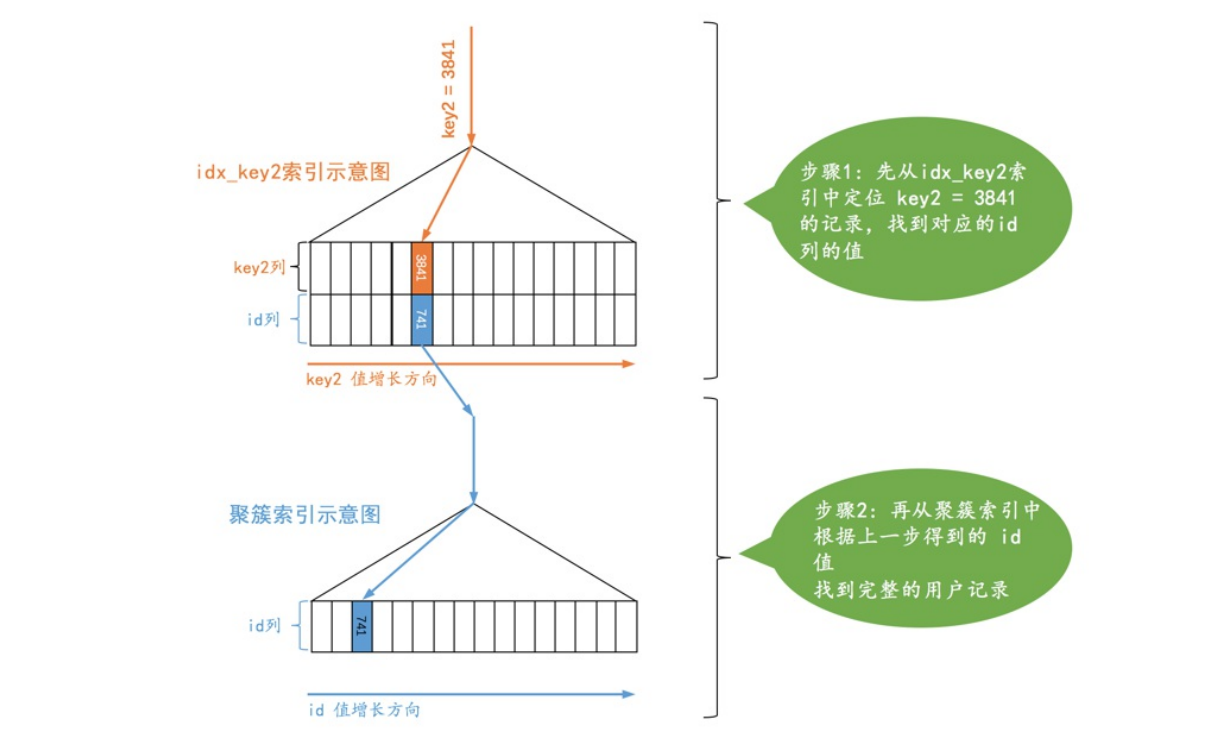 key2 = 3841
idx_key2索引示意图
步骤1: 先从idx_key2索
引中定位 key2 = 3841
的记录, 找到对应的id
列的值
key2列
3841
id列
741
key2 值增长方向
聚簇索引示意图
步骤2: 再从聚簇索引中
根据上一步得到的 id
值
找到完整的用户记录
id列
741
id 值增长方向